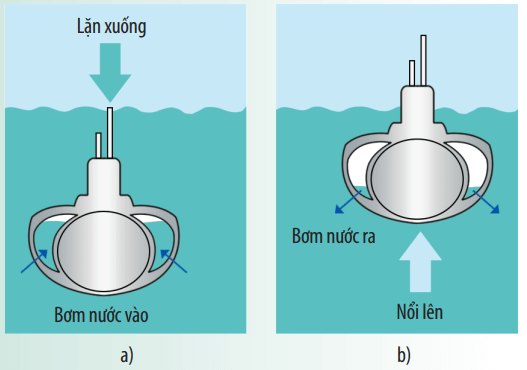 Lặn xuống
Bơm nước vào
a)
Bơm nước ra
Nổi lên
b)